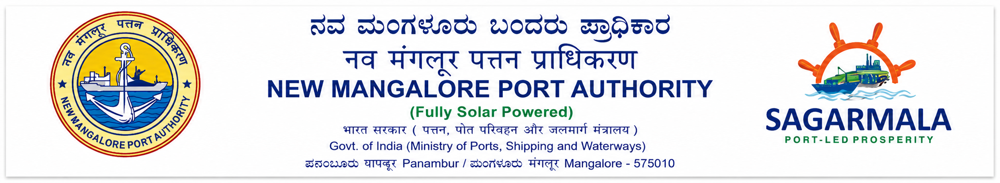 नव मंगलूर पत्तन प्राधिकरण
NEW MANGALORE PORT AUTHORITY
ನವ ಮಂಗಳೂರು ಬಂದರು ಪ್ರಾಧಿಕಾರ
नव मंगलूर पत्तन प्राधिकरण
NEW MANGALORE PORT AUTHORITY
(Fully Solar Powered)
भारत सरकार ( पत्तन, पोत परिवहन और जलमार्ग मंत्रालय )
Govt. of India (Ministry of Ports, Shipping and Waterways)
ಪನಂಬೂರು Panambur / ಮಂಗಳೂರು मंगलूर Mangalore - 575010
SAGARMALA
PORT-LED PROSPERITY